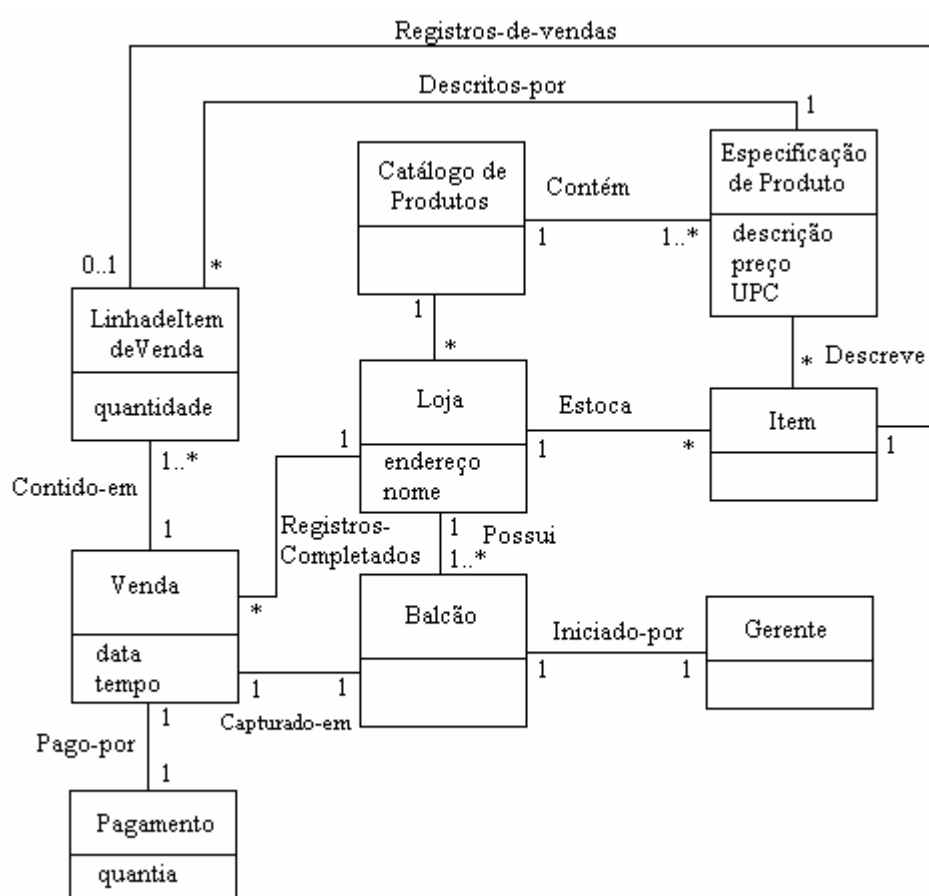 Registros-de-vendas
Descritos-por
1
Especificação
de Produto
descrição
preço
UPC
Catálogo de
Produtos
Contém
1
1..*
0..1
*
LinhadeItem
deVenda
quantidade
1
*
Loja
endereço
nome
*
Descreve
Estoca
1
*
Item
1
1..*
Contido-em
1
1
Registros-
Completados
*
1
Possui
1..*
Venda
data
tempo
Balcão
Iniciado-por
1
1
Gerente
1
1
Capturado-em
1
Pago-por
1
Pagamento
quantia